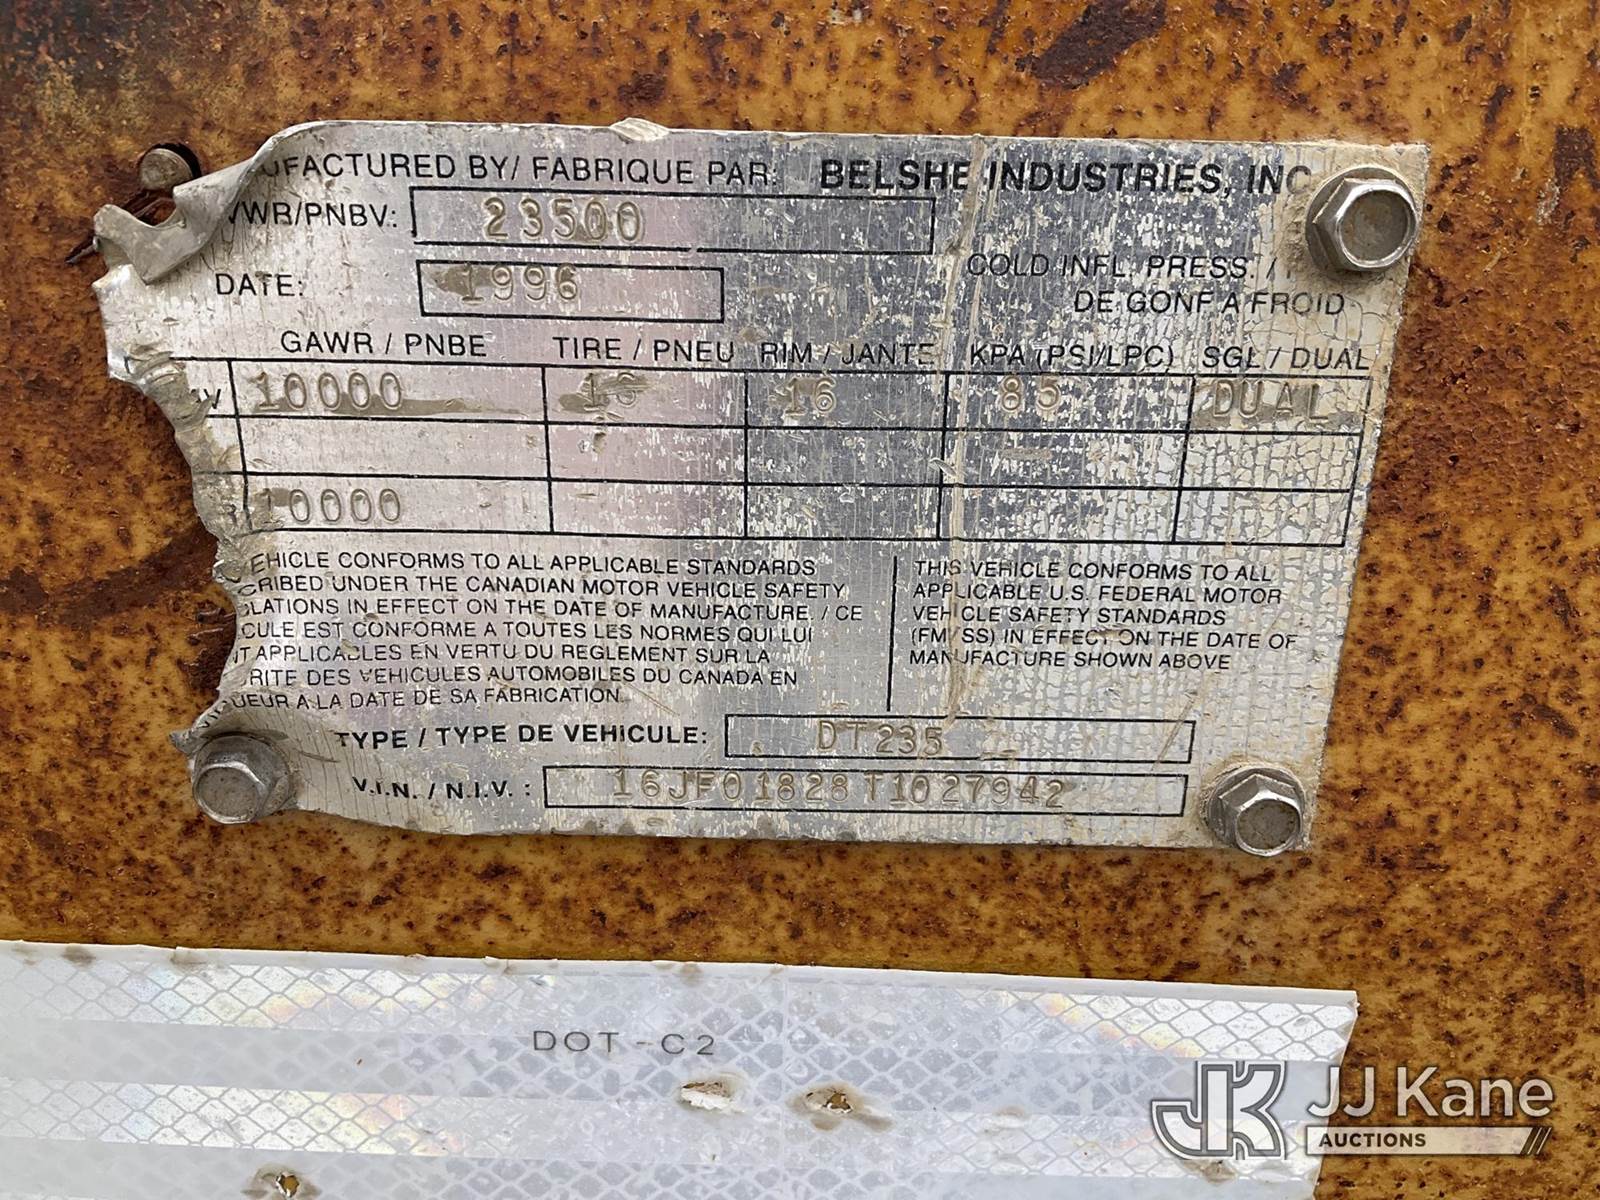 UFACTURED BY/ FABRIQUE PAR: BELSHE INDUSTRIES, INC
VWR/PNBV: 23500
DATE: 1996
COLD INFL. PRESS. /
DE GONF A FROID
GAWR / PNBE TIRE / PNEU RIM / JANTE KPA (PSI/LPC) SGL / DUAL
10000 16 16 85 DUAL
10000
EHICLE CONFORMS TO ALL APPLICABLE STANDARDS
CRIBED UNDER THE CANADIAN MOTOR VEHICLE SAFETY
LATIONS IN EFFECT ON THE DATE OF MANUFACTURE. / CE
CULE EST CONFORME A TOUTES LES NORMES QUI LUI
NT APPLICABLES EN VERTU DU REGLEMENT SUR LA
RITE DES VEHICULES AUTOMOBILES DU CANADA EN
UEUR A LA DATE DE SA FABRICATION.
THIS VEHICLE CONFORMS TO ALL
APPLICABLE U.S. FEDERAL MOTOR
VEHICLE SAFETY STANDARDS
(FMVSS) IN EFFECT ON THE DATE OF
MANUFACTURE SHOWN ABOVE
TYPE / TYPE DE VEHICULE: DT235
V.I.N. / N.I.V. : 16JF01828T1027942
DOT-C2
JK JJ Kane
AUCTIONS